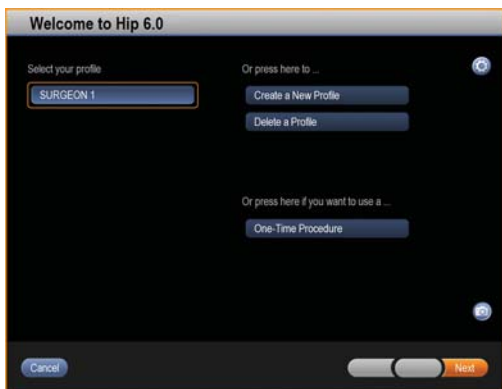 Welcome to Hip 6.0
Select your profile
SURGEON 1
Or press here to ...
Create a New Profile
Delete a Profile
Or press here if you want to use a ...
One-Time Procedure
Cancel
Next